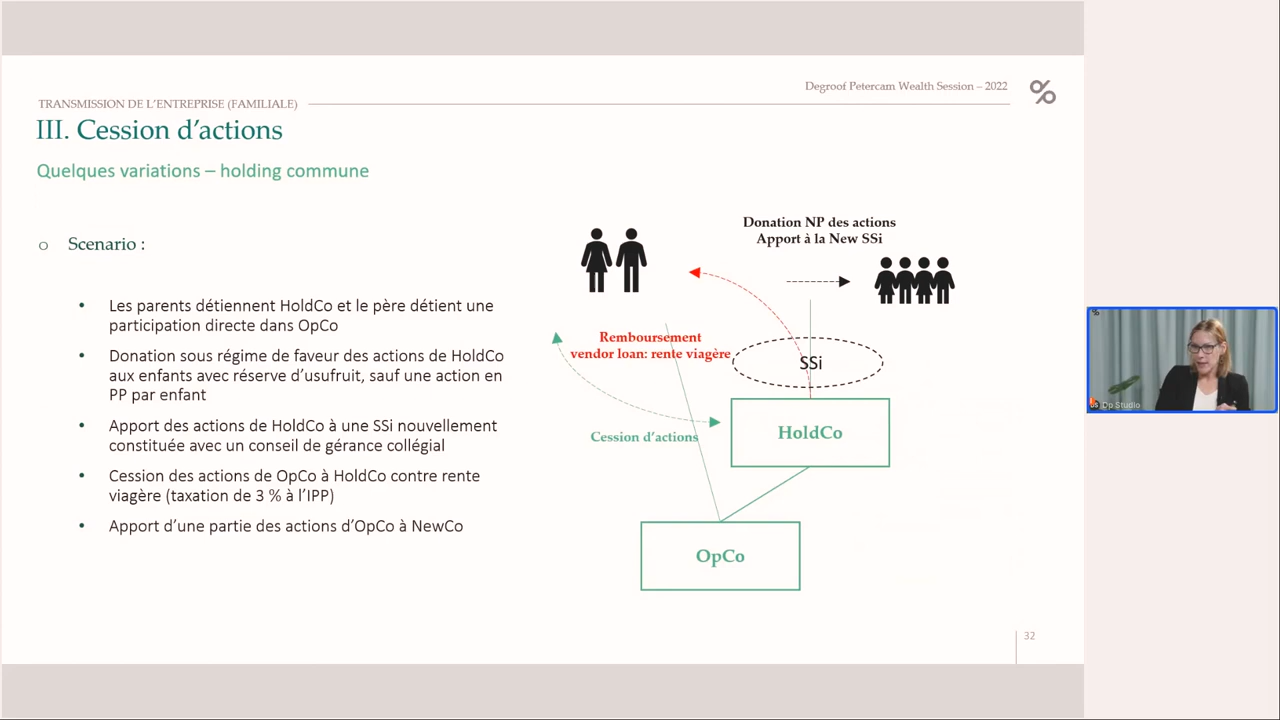 Degroof Petercam Wealth Session – 2022
TRANSMISSION DE L'ENTREPRISE (FAMILIALE)
III. Cession d'actions
Quelques variations – holding commune
o Scenario :
• Les parents détiennent HoldCo et le père détient une
participation directe dans OpCo
• Donation sous régime de faveur des actions de HoldCo
aux enfants avec réserve d'usufruit, sauf une action en
PP par enfant
• Apport des actions de HoldCo à une SSi nouvellement
constituée avec un conseil de gérance collégial
• Cession des actions de OpCo à HoldCo contre rente
viagère (taxation de 3 % à l'IPP)
• Apport d'une partie des actions d'OpCo à NewCo
Donation NP des actions
Apport à la New SSi
Remboursement
vendor loan: rente viagère
SSi
Cession d'actions
HoldCo
OpCo
32
Dp Studio